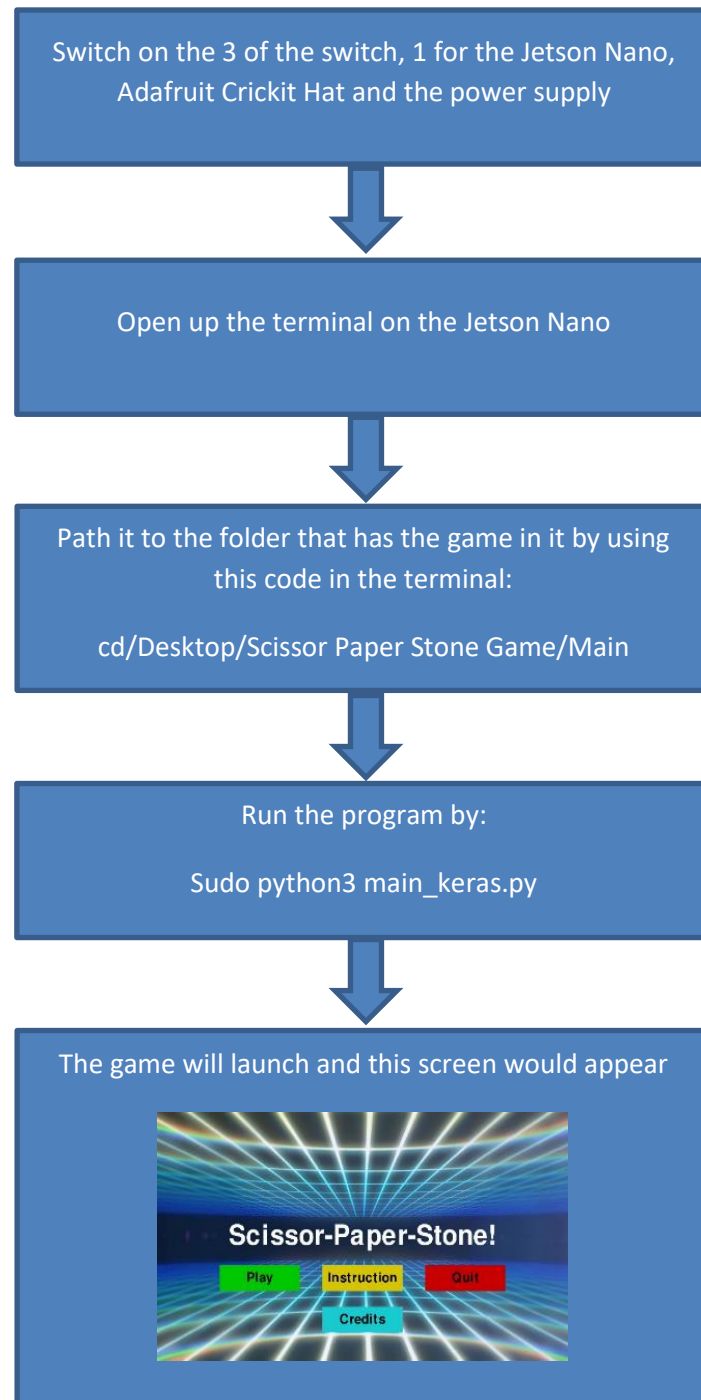 Switch on the 3 of the switch, 1 for the Jetson Nano,
Adafruit Crickit Hat and the power supply
Open up the terminal on the Jetson Nano
Path it to the folder that has the game in it by using
this code in the terminal:
cd/Desktop/Scissor Paper Stone Game/Main
Run the program by:
Sudo python3 main_keras.py
The game will launch and this screen would appear
Scissor-Paper-Stone!
Play Instruction Quit
Credits